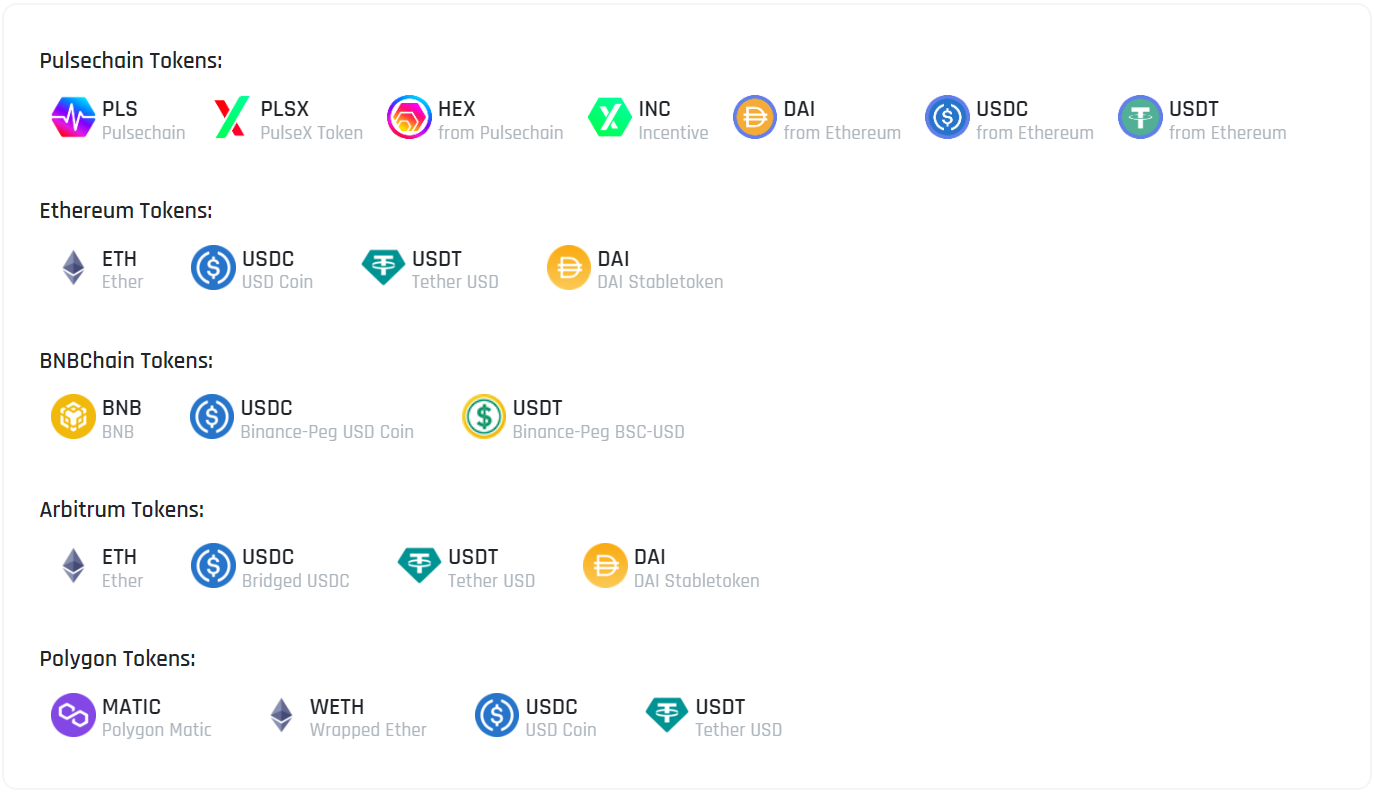 Pulsechain Tokens:
PLS PLSX HEX INC DAI USDC USDT
Pulsechain PulseX Token from Pulsechain Incentive from Ethereum from Ethereum from Ethereum
Ethereum Tokens:
ETH USDC USDT DAI
Ether USD Coin Tether USD DAI Stabletoken
BNBChain Tokens:
BNB USDC USDT
BNB Binance-Peg USD Coin Binance-Peg BSC-USD
Arbitrum Tokens:
ETH USDC USDT DAI
Ether Bridged USDC Tether USD DAI Stabletoken
Polygon Tokens:
MATIC WETH USDC USDT
Polygon Matic Wrapped Ether USD Coin Tether USD